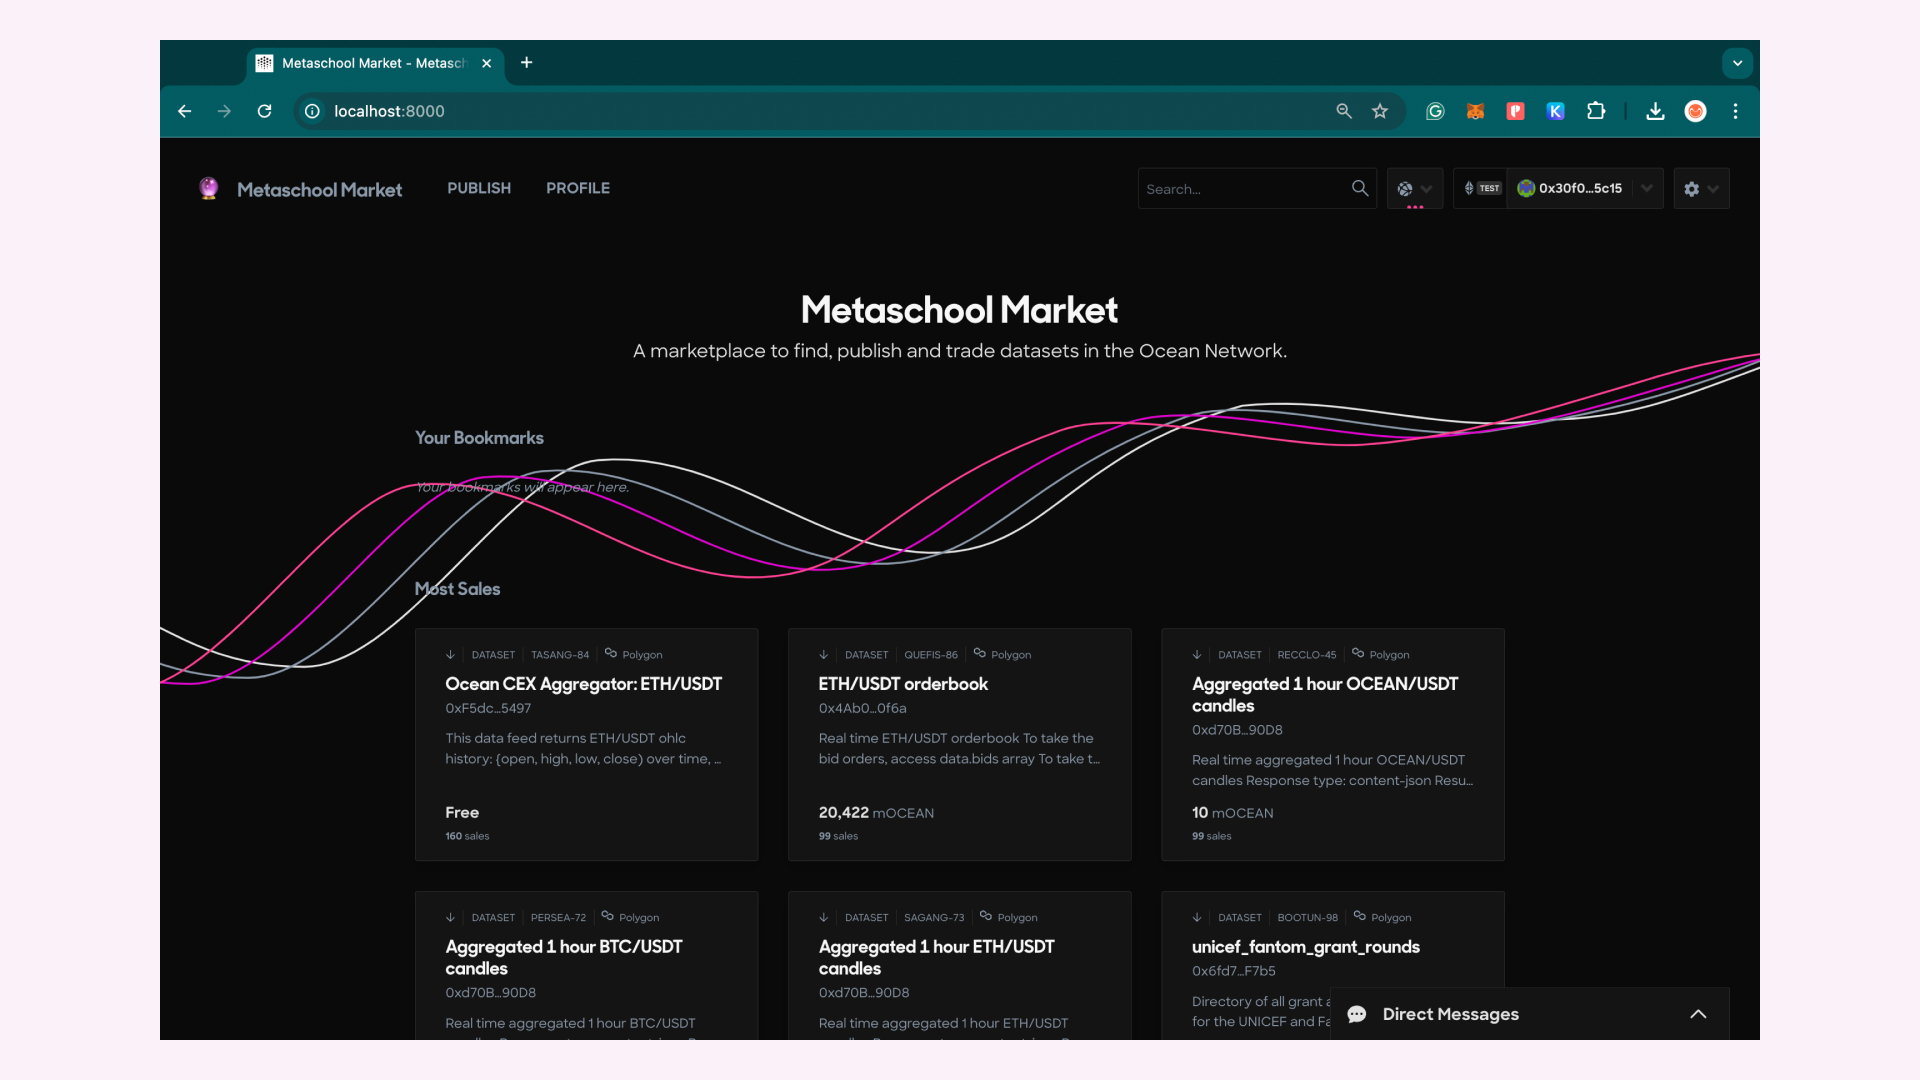 Metaschool Market - Metasch
localhost:8000
Metaschool Market
PUBLISH
PROFILE
Search...
TEST
0x30f0…5c15
Metaschool Market
A marketplace to find, publish and trade datasets in the Ocean Network.
Your Bookmarks
Your bookmarks will appear here.
Most Sales
DATASET TASANG-84 Polygon
Ocean CEX Aggregator: ETH/USDT
0xF5dc…5497
This data feed returns ETH/USDT ohlc
history: {open, high, low, close) over time, …
Free
160 sales
DATASET QUEFIS-86 Polygon
ETH/USDT orderbook
0x4Ab0…0f6a
Real time ETH/USDT orderbook To take the
bid orders, access data.bids array To take t…
20,422 mOCEAN
99 sales
DATASET RECCLO-45 Polygon
Aggregated 1 hour OCEAN/USDT
candles
0xd70B…90D8
Real time aggregated 1 hour OCEAN/USDT
candles Response type: content-json Resu…
10 mOCEAN
99 sales
DATASET PERSEA-72 Polygon
Aggregated 1 hour BTC/USDT
candles
0xd70B…90D8
Real time aggregated 1 hour BTC/USDT
DATASET SAGANG-73 Polygon
Aggregated 1 hour ETH/USDT
candles
0xd70B…90D8
Real time aggregated 1 hour ETH/USDT
DATASET BOOTUN-98 Polygon
unicef_fantom_grant_rounds
0x6fd7…F7b5
Directory of all grant
for the UNICEF and Fa
Direct Messages